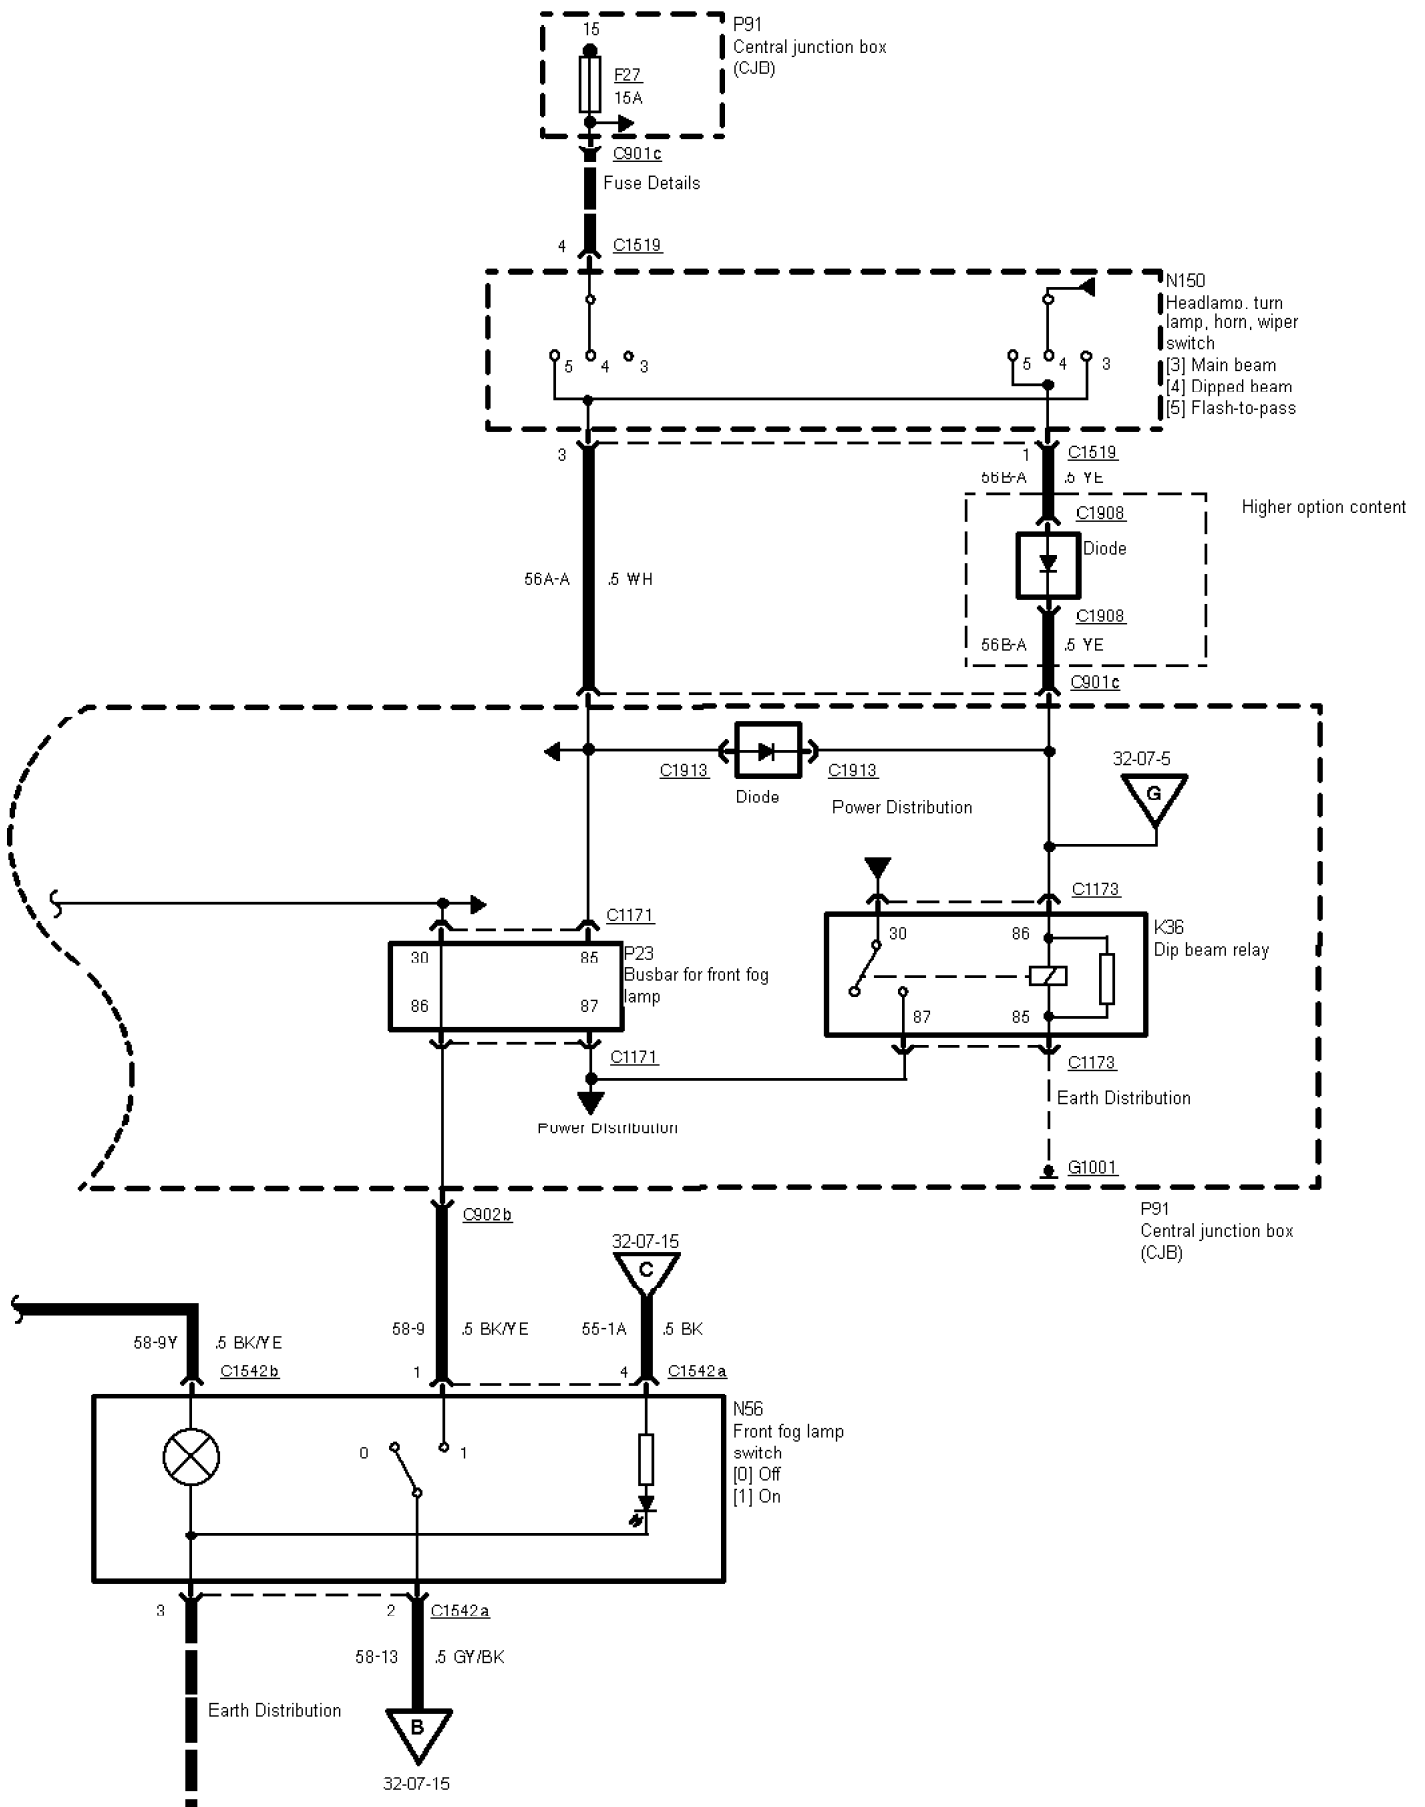 15
P91
Central junction box
(CJB)
F27
15A
C901c
Fuse Details
4
C1519
N150
Headlamp, turn
lamp, horn, wiper
switch
[3] Main beam
[4] Dipped beam
[5] Flash-to-pass
5 4 3
5 4 3
3
1
C1519
56B-A .5 YE
C1908
Higher option content
Diode
56A-A .5 WH
C1908
56B-A .5 YE
C901c
C1913
C1913
Diode
Power Distribution
32-07-5
G
C1173
C1171
30
86
K36
Dip beam relay
30
85
P23
Busbar for front fog
lamp
86
87
87
85
C1171
C1173
Earth Distribution
Power Distribution
G1001
P91
Central junction box
(CJB)
C902b
32-07-15
C
58-9Y .5 BK/YE
58-9 .5 BK/YE
55-1A .5 BK
C1542b
1
4
C1542a
N56
Front fog lamp
switch
[0] Off
[1] On
0
1
3
2
C1542a
58-13 .5 GY/BK
Earth Distribution
B
32-07-15